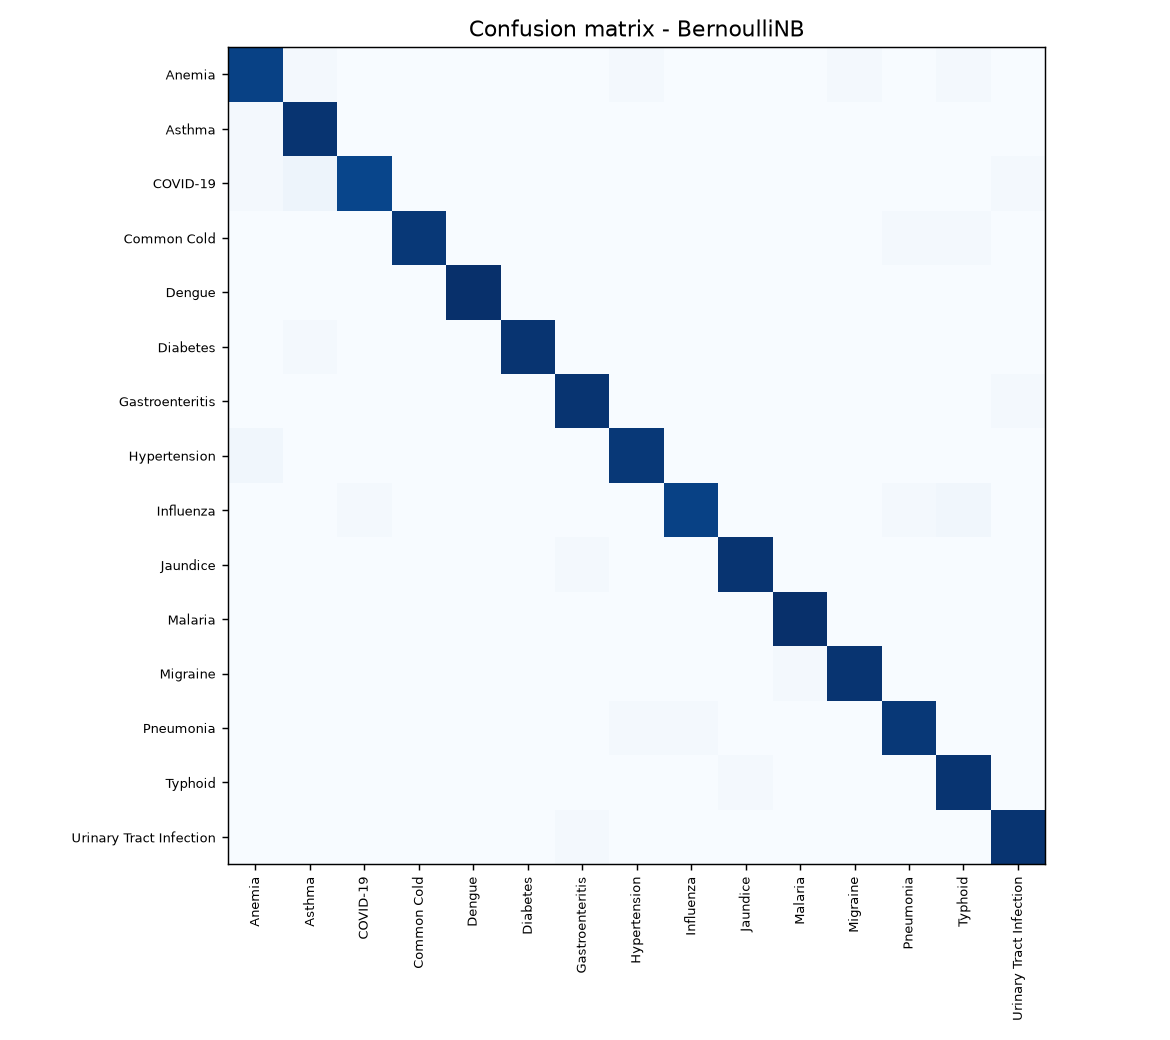 Confusion matrix - BernoulliNB
Anemia
Asthma
COVID-19
Common Cold
Dengue
Diabetes
Gastroenteritis
Hypertension
Influenza
Jaundice
Malaria
Migraine
Pneumonia
Typhoid
Urinary Tract Infection
Anemia
Asthma
COVID-19
Common Cold
Dengue
Diabetes
Gastroenteritis
Hypertension
Influenza
Jaundice
Malaria
Migraine
Pneumonia
Typhoid
Urinary Tract Infection